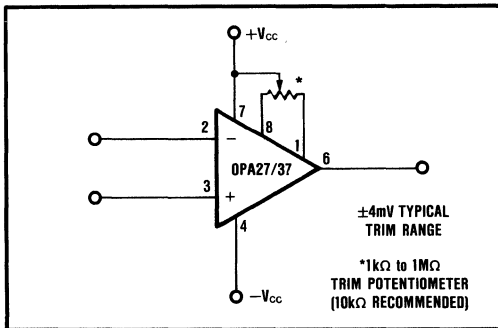 +Vcc
*
7
8
2
−
1
OPA27/37
6
3
+
4
±4mV TYPICAL
TRIM RANGE
*1kΩ to 1MΩ
TRIM POTENTIOMETER
(10kΩ RECOMMENDED)
−Vcc